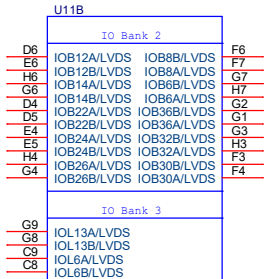 U11B
IO Bank 2
D6 IOB12A/LVDS IOB8B/LVDS F6
E6 IOB12B/LVDS IOB8A/LVDS F7
H6 IOB14A/LVDS IOB6B/LVDS G7
G6 IOB14B/LVDS IOB6A/LVDS H7
D4 IOB22A/LVDS IOB36B/LVDS G2
D5 IOB22B/LVDS IOB36A/LVDS G1
E4 IOB24A/LVDS IOB32B/LVDS G3
E5 IOB24B/LVDS IOB32A/LVDS H3
H4 IOB26A/LVDS IOB30B/LVDS F3
G4 IOB26B/LVDS IOB30A/LVDS F4
IO Bank 3
G9 IOL13A/LVDS
G8 IOL13B/LVDS
C9 IOL6A/LVDS
C8 IOL6B/LVDS